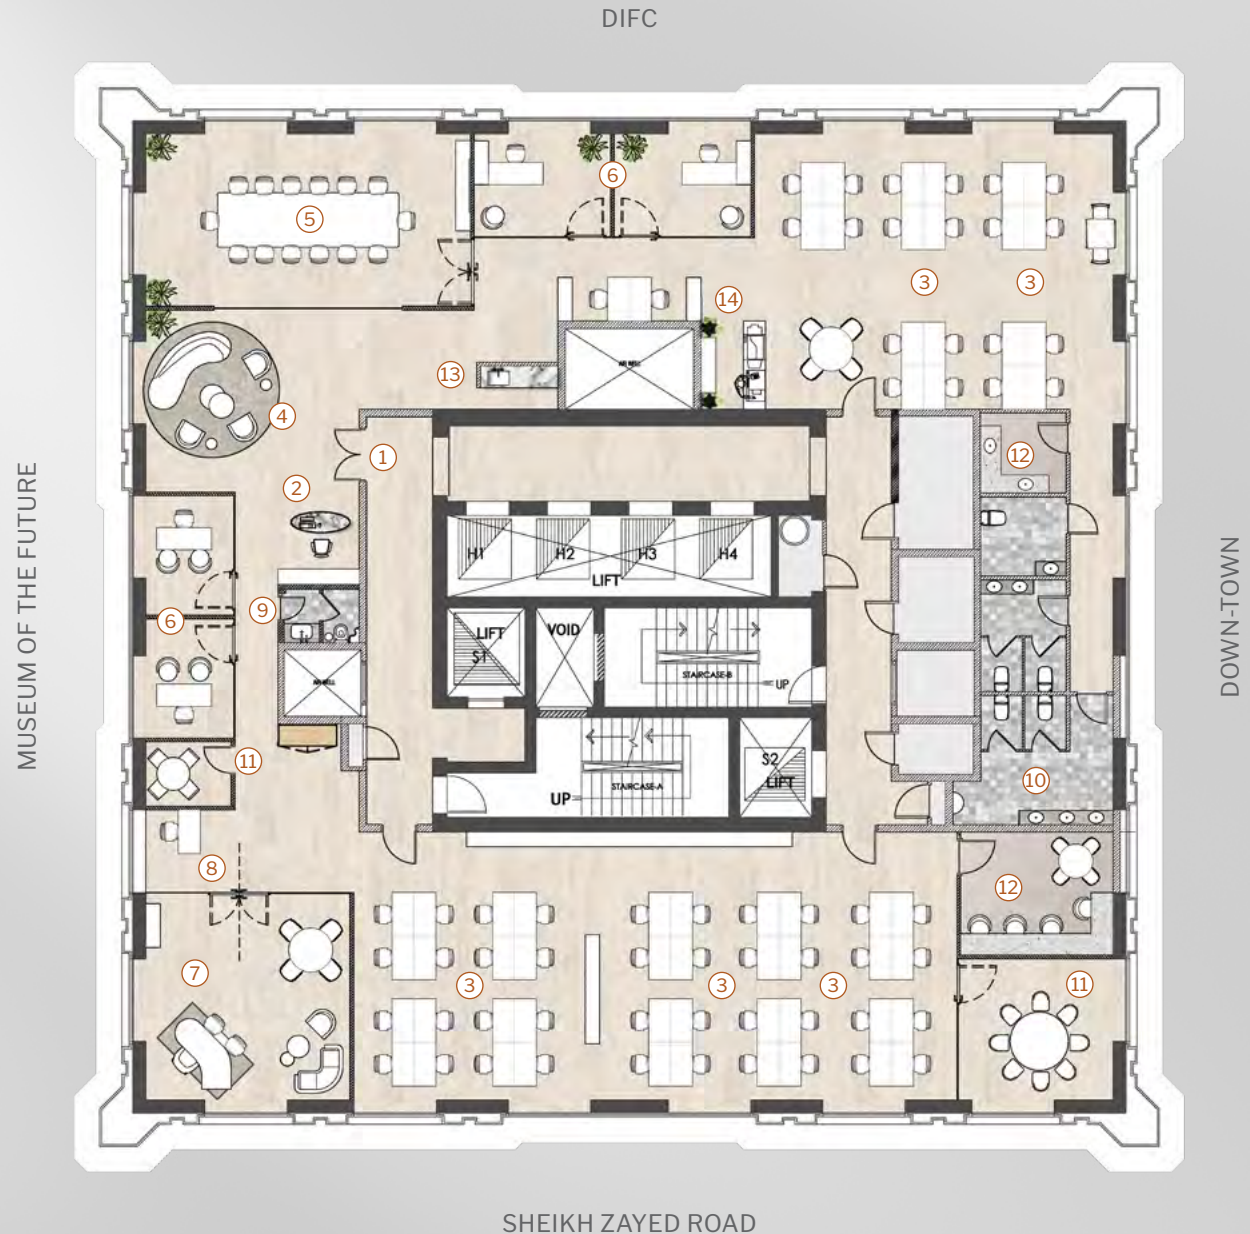 DIFC
6
5
3
3
14
13
4
1
12
2
H1
H2
H3
H4
LIFT
MUSEUM OF THE FUTURE
DOWN-TOWN
9
6
LIFT
S1
VOID
STAIRCASE-B
UP
11
S2
LIFT
10
STAIRCASE-A
UP
8
12
7
3
3
3
11
SHEIKH ZAYED ROAD